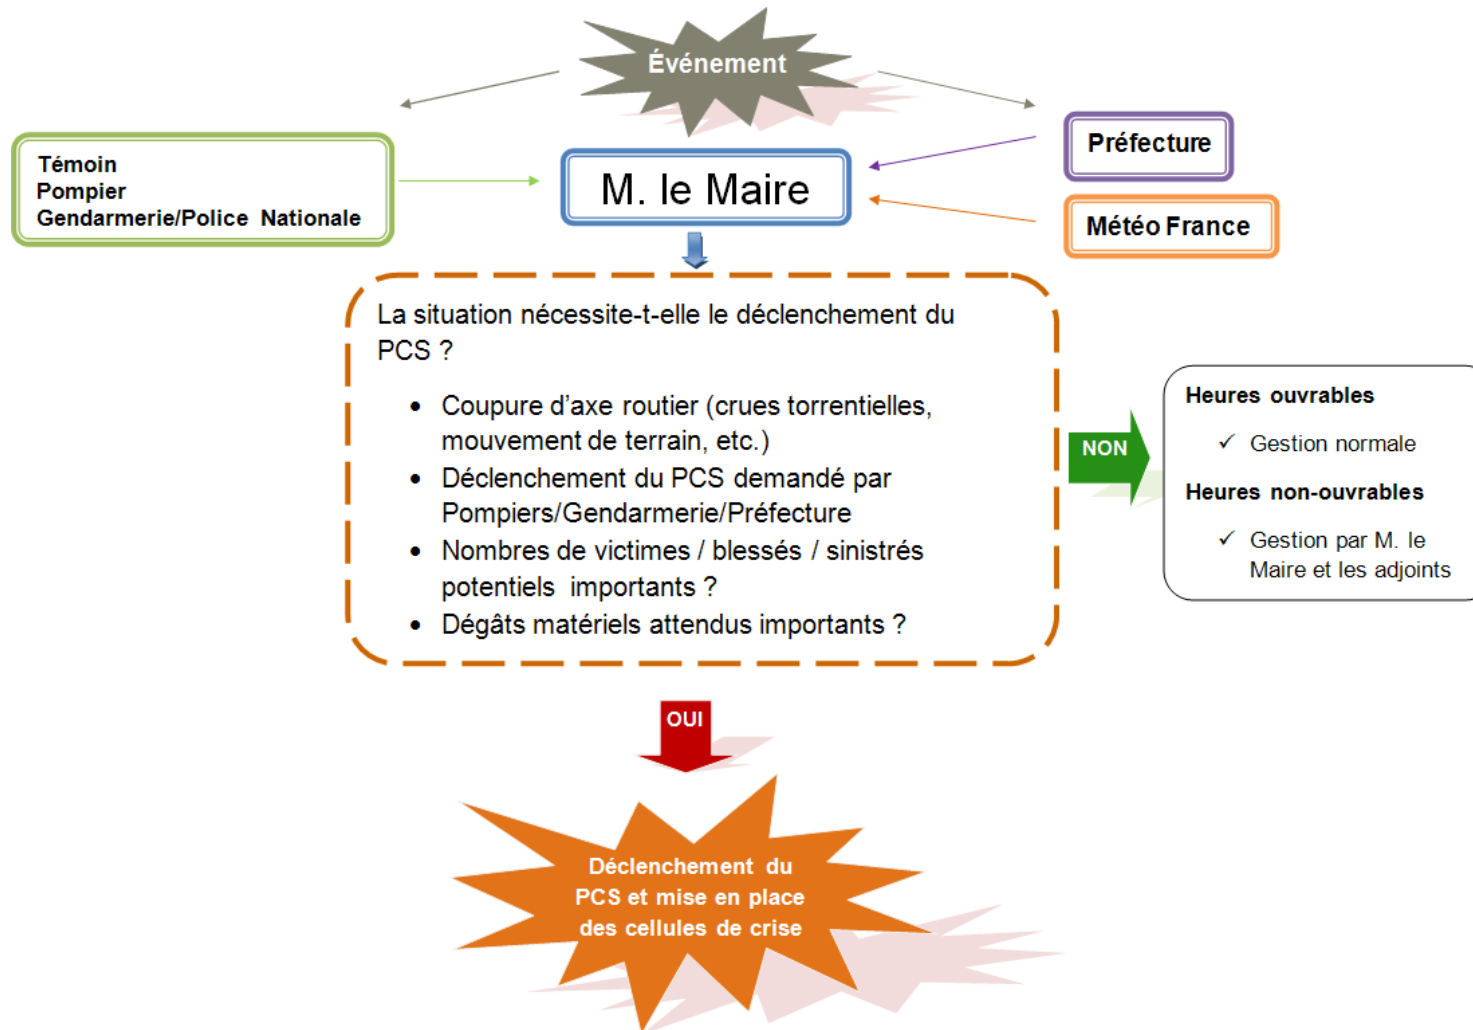 Événement
Témoin
Pompier
Gendarmerie/Police Nationale
M. le Maire
Préfecture
Météo France
La situation nécessite-t-elle le déclenchement du
PCS ?
• Coupure d'axe routier (crues torrentielles,
mouvement de terrain, etc.)
• Déclenchement du PCS demandé par
Pompiers/Gendarmerie/Préfecture
• Nombres de victimes / blessés / sinistrés
potentiels importants ?
• Dégâts matériels attendus importants ?
NON
Heures ouvrables
✓ Gestion normale
Heures non-ouvrables
✓ Gestion par M. le
Maire et les adjoints
OUI
Déclenchement du
PCS et mise en place
des cellules de crise